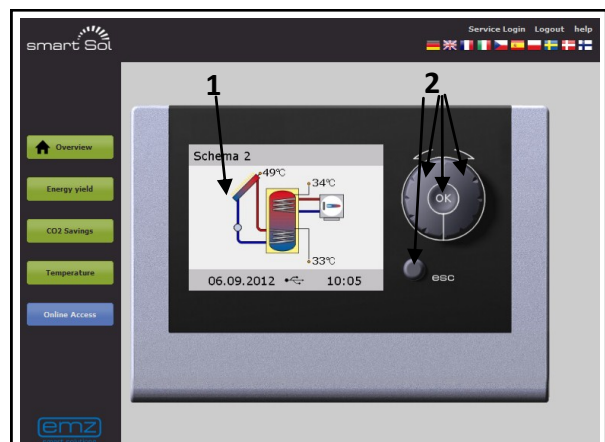 smart Sol
Service Login Logout help
1
2
Overview
Energy yield
CO2 Savings
Temperature
Online Access
Schema 2
49°C
34°C
33°C
06.09.2012 10:05
OK
esc
emz